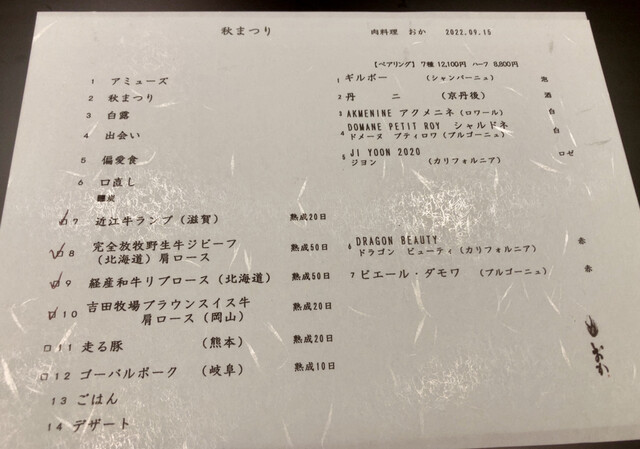 秋まつり 肉料理 おか 2022.09.15
【ペアリング】 7種 12,100円 ハーフ 8,800円
1 アミューズ
2 秋まつり
3 白露
4 出会い
5 偏愛食
6 口直し
7 近江牛ランプ(滋賀) 熟成20日
8 完全放牧野生牛ジビーフ 熟成50日
(北海道)肩ロース
9 経産和牛リブロース(北海道) 熟成50日
10 吉田牧場ブラウンスイス牛 熟成20日
肩ロース(岡山)
□11 走る豚 (熊本) 熟成20日
□12 ゴーバルポーク (岐阜) 熟成10日
13 ごはん
14 デザート
1 ギルボー (シャンパーニュ) 泡
2 丹 二 (京丹後) 酒
3 AKMENINE アクメニネ(ロワール) 白
4 DOMANE PETIT ROY シャルドネ 白
ドメーヌ プティロワ(ブルゴーニュ)
5 JI YOON 2020 ロゼ
ジヨン (カリフォルニア)
6 DRAGON BEAUTY 赤
ドラゴン ビューティ(カリフォルニア)
7 ピエール・ダモワ (ブルゴーニュ) 赤
おか